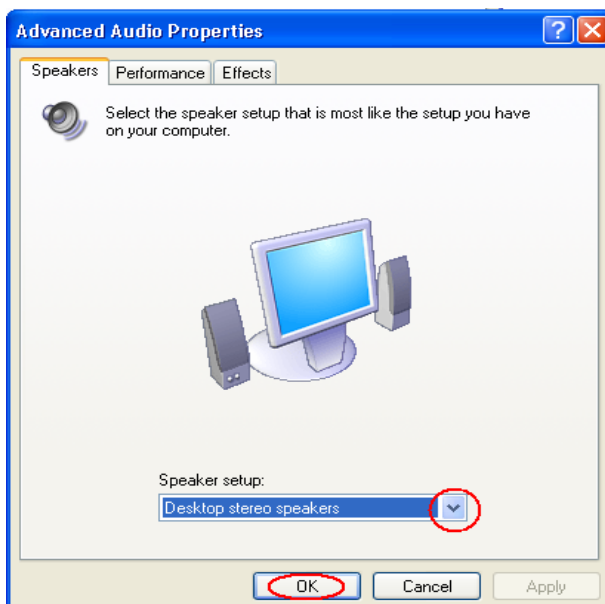 Advanced Audio Properties
Speakers Performance Effects
Select the speaker setup that is most like the setup you have
on your computer.
Speaker setup:
Desktop stereo speakers
OK Cancel Apply